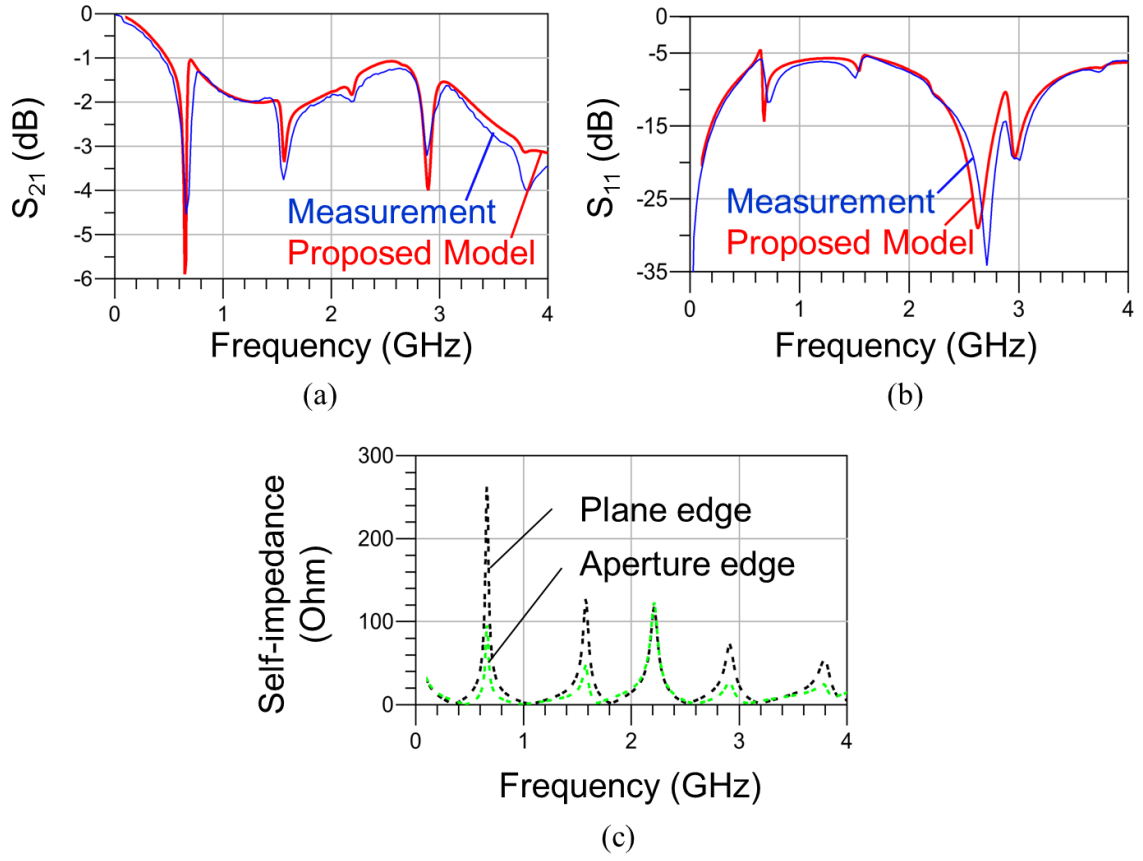 0
-1
-2
-3
-4
-5
-6
S21 (dB)
Measurement
Proposed Model
0 1 2 3 4
Frequency (GHz)
(a)
0
-5
-15
-25
-35
S11 (dB)
Measurement
Proposed Model
0 1 2 3 4
Frequency (GHz)
(b)
300
200
100
0
Self-impedance
(Ohm)
Plane edge
Aperture edge
0 1 2 3 4
Frequency (GHz)
(c)